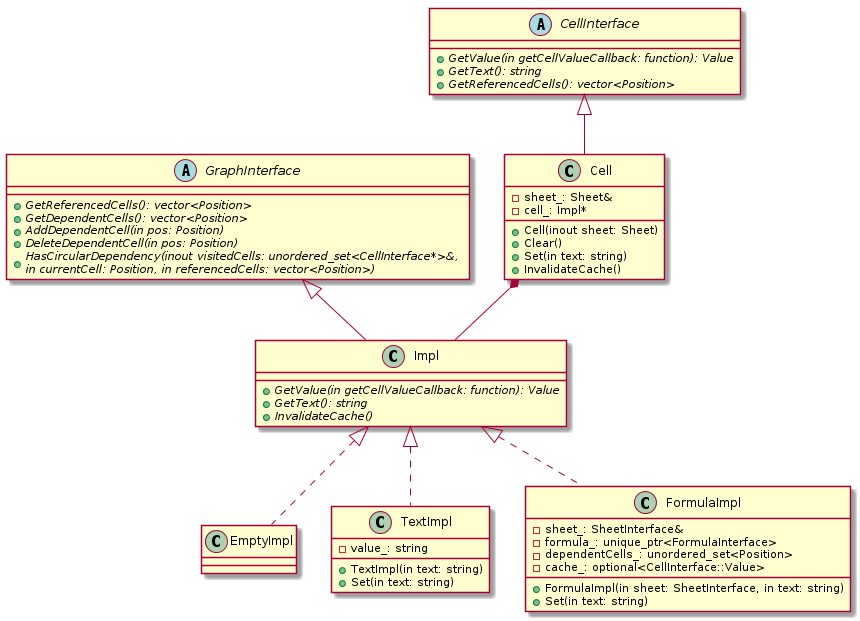 A CellInterface
GetValue(in getCellValueCallback: function): Value
GetText(): string
GetReferencedCells(): vector<Position>
A GraphInterface
GetReferencedCells(): vector<Position>
GetDependentCells(): vector<Position>
AddDependentCell(in pos: Position)
DeleteDependentCell(in pos: Position)
HasCircularDependency(inout visitedCells: unordered_set<CellInterface*>&,
in currentCell: Position, in referencedCells: vector<Position>)
C Cell
sheet_: Sheet&
cell_: Impl*
Cell(inout sheet: Sheet)
Clear()
Set(in text: string)
InvalidateCache()
C Impl
GetValue(in getCellValueCallback: function): Value
GetText(): string
InvalidateCache()
C EmptyImpl
C TextImpl
value_: string
TextImpl(in text: string)
Set(in text: string)
C FormulaImpl
sheet_: SheetInterface&
formula_: unique_ptr<FormulaInterface>
dependentCells_: unordered_set<Position>
cache_: optional<CellInterface::Value>
FormulaImpl(in sheet: SheetInterface, in text: string)
Set(in text: string)